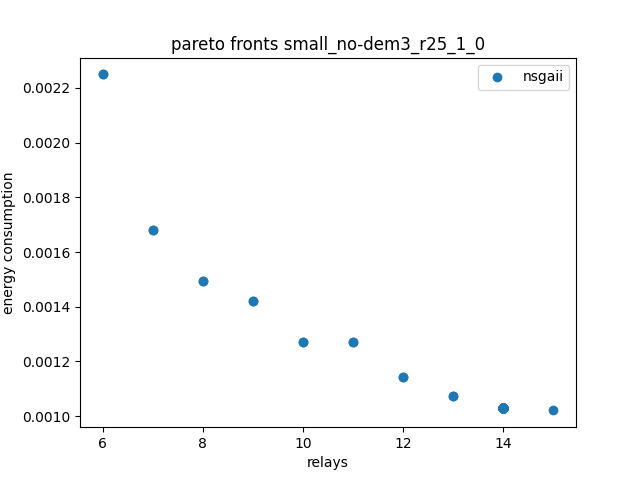 pareto fronts small_no-dem3_r25_1_0
nsgaii
0.0022
0.0020
0.0018
0.0016
0.0014
0.0012
0.0010
energy consumption
6 8 10 12 14
relays